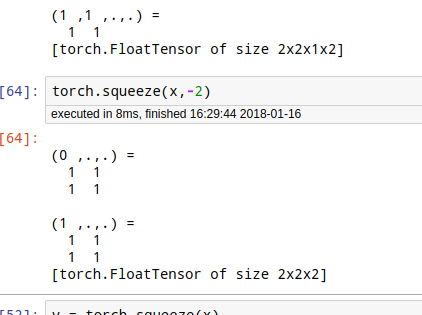 (1 ,1 ,.,.) =
1 1
[torch.FloatTensor of size 2x2x1x2]
[64]: torch.squeeze(x,-2)
executed in 8ms, finished 16:29:44 2018-01-16
[64]:
(0 ,.,.) =
1 1
1 1
(1 ,.,.) =
1 1
1 1
[torch.FloatTensor of size 2x2x2]
[52]: y = torch.squeeze(x)